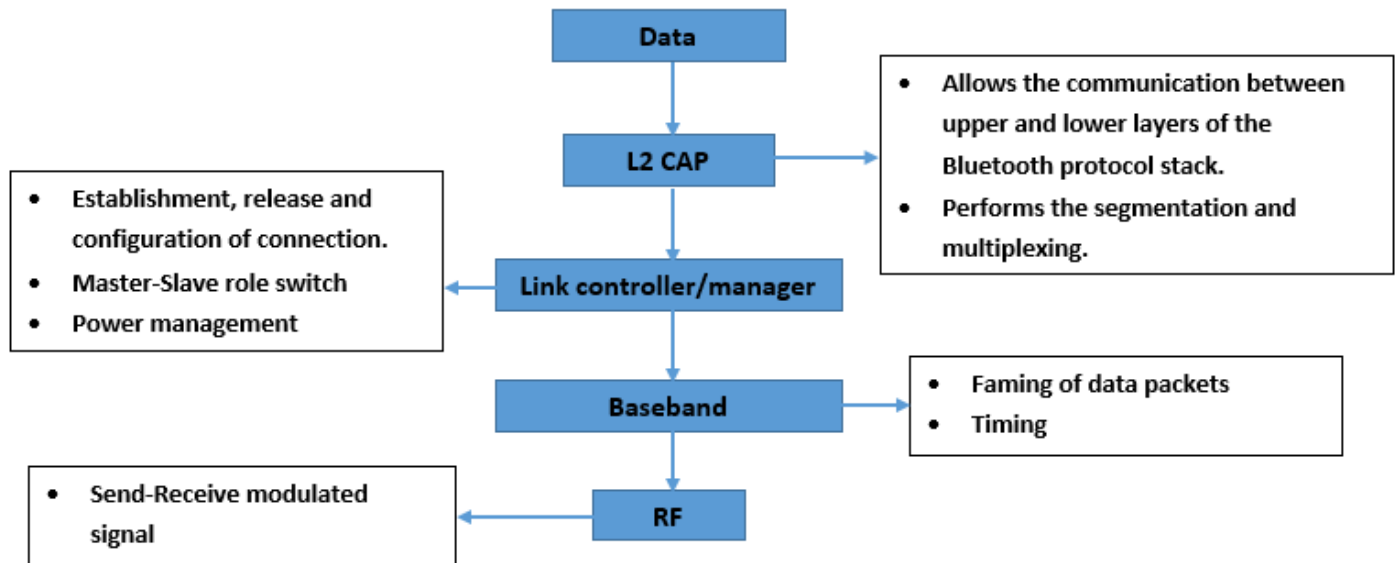 Data
• Allows the communication between
upper and lower layers of the
Bluetooth protocol stack.
• Performs the segmentation and
multiplexing.
L2 CAP
• Establishment, release and
configuration of connection.
• Master-Slave role switch
• Power management
Link controller/manager
Baseband
• Faming of data packets
• Timing
• Send-Receive modulated
signal
RF